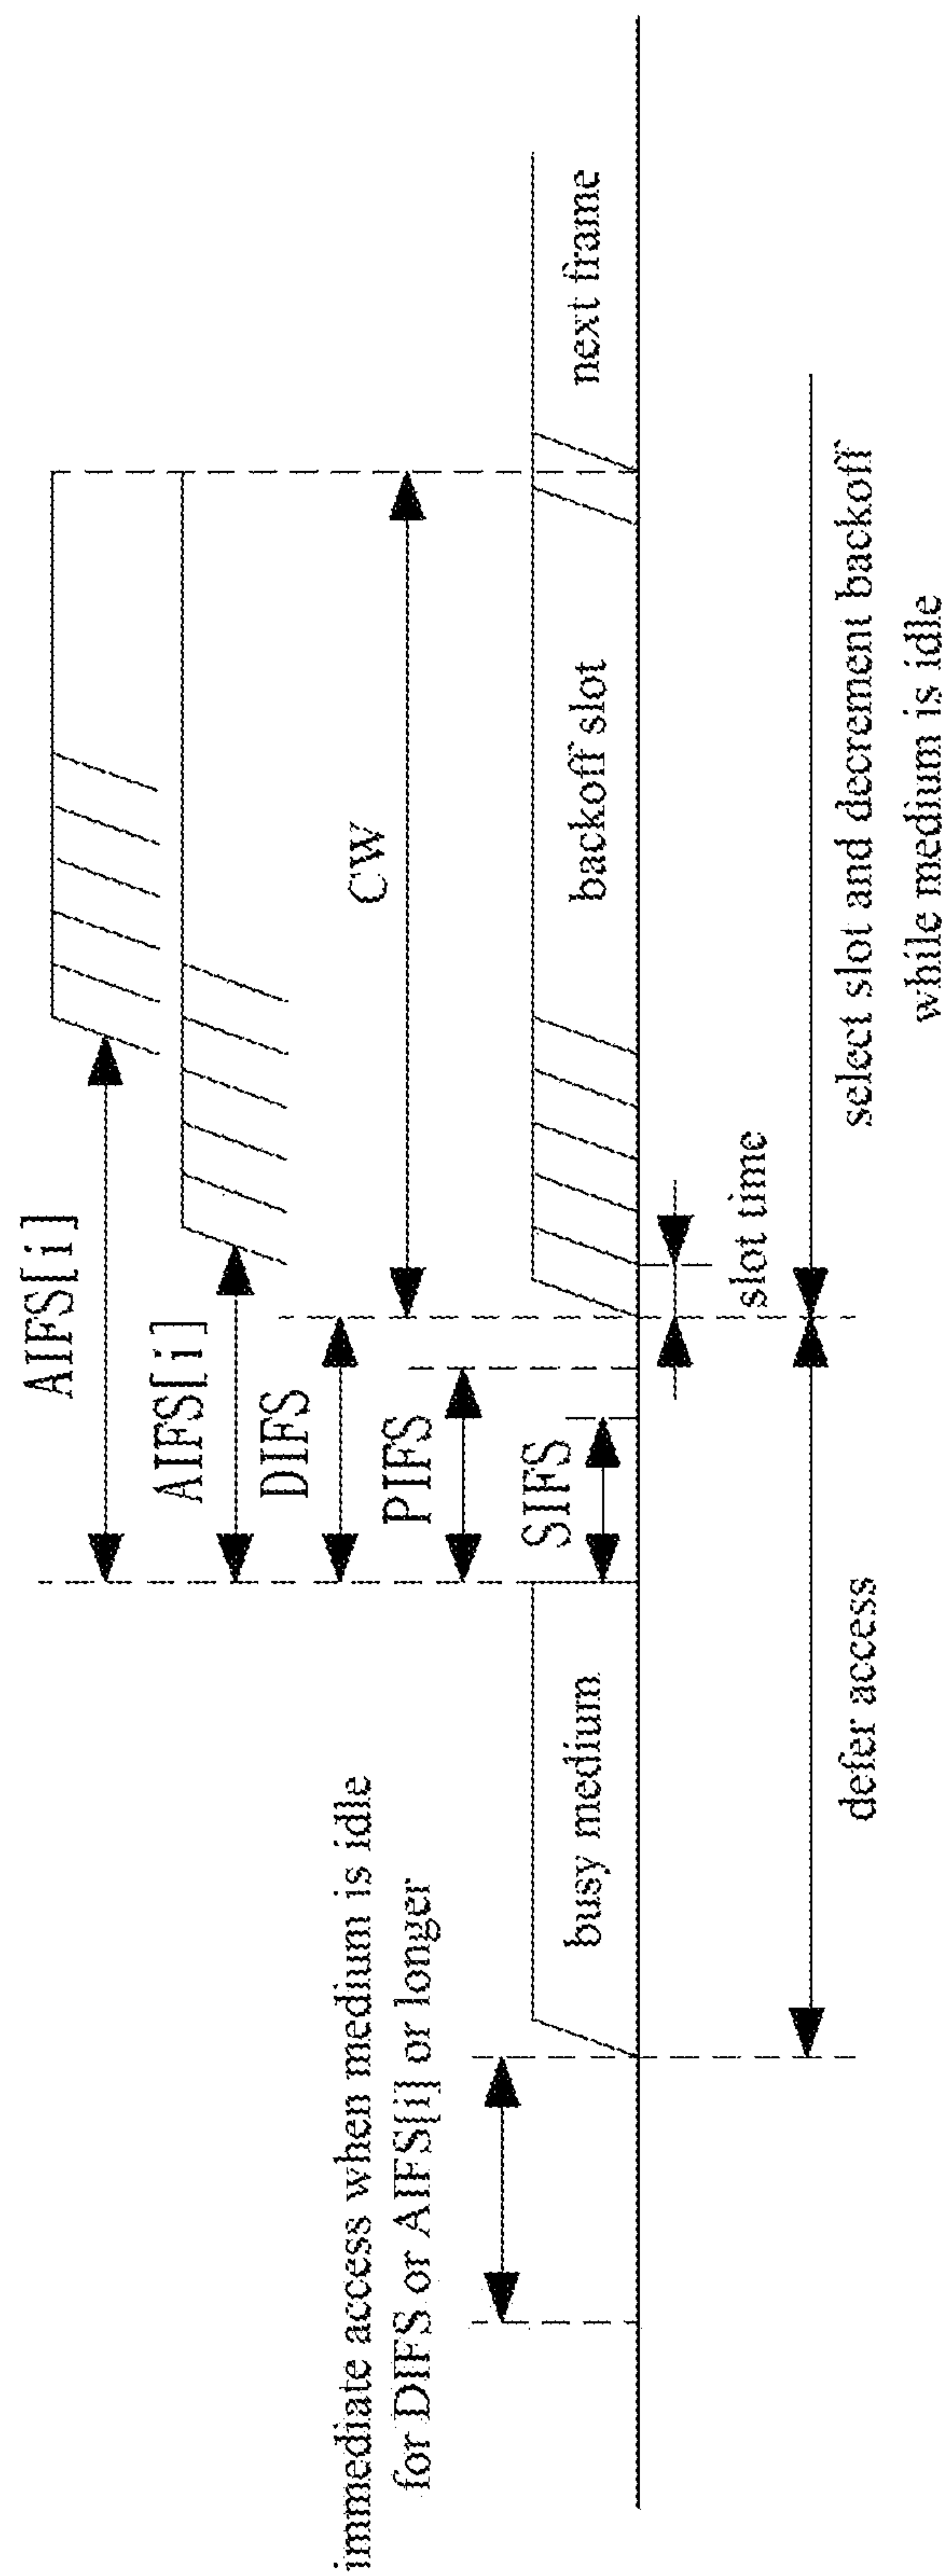 AIFS[i]
AIFS[i]
immediate access when medium is idle
for DIFS or AIFS[i] or longer
DIFS
PIFS
CW
SIFS
busy medium
backoff slot
next frame
slot time
defer access
select slot and decrement backoff
while medium is idle